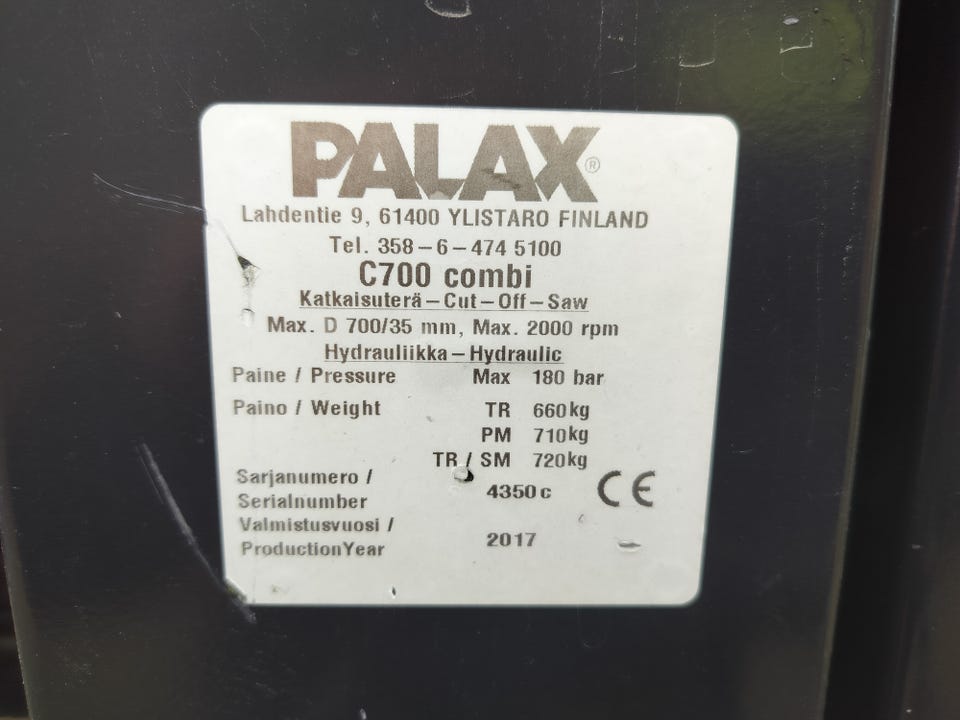 PALAX®
Lahdentie 9, 61400 YLISTARO FINLAND
Tel. 358-6-474 5100
C700 combi
Katkaisuterä-Cut-Off-Saw
Max. D 700/35 mm, Max. 2000 rpm
Hydrauliikka-Hydraulic
Paine / Pressure Max 180 bar
Paino / Weight TR 660kg
PM 710kg
TR / SM 720kg
Sarjanumero /
Serialnumber 4350c CE
Valmistusvuosi /
ProductionYear 2017